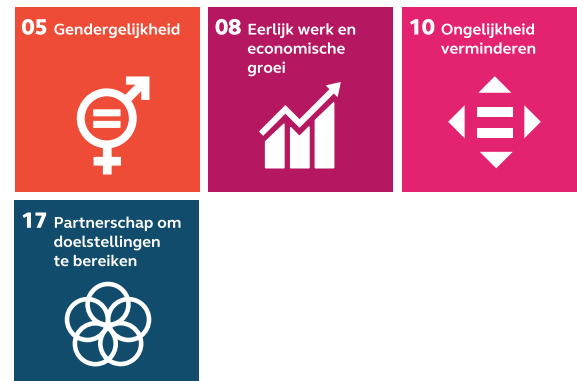 05 Gendergelijkheid
08 Eerlijk werk en
economische
groei
10 Ongelijkheid
verminderen
17 Partnerschap om
doelstellingen
te bereiken